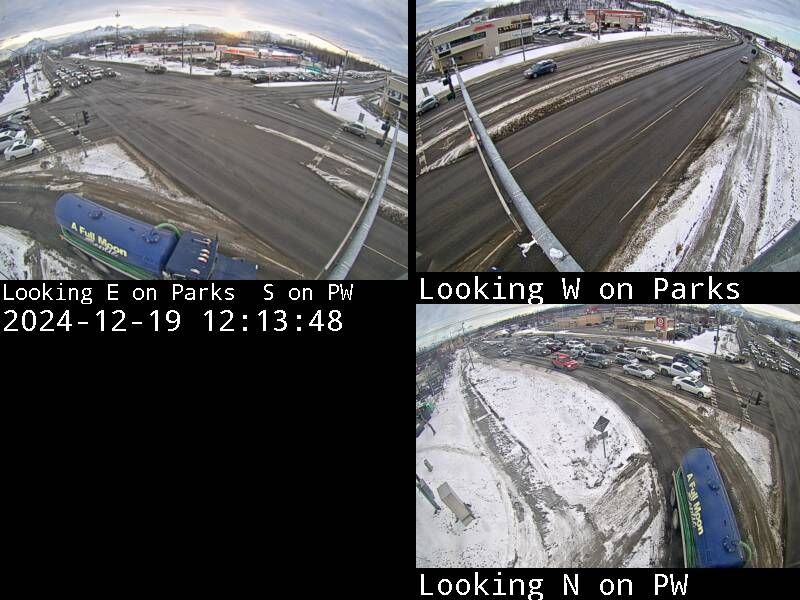 A Full Moon
Septic
Looking E on Parks  S on PW
2024-12-19 12:13:48
Looking W on Parks
A Full Moon
Looking N on PW